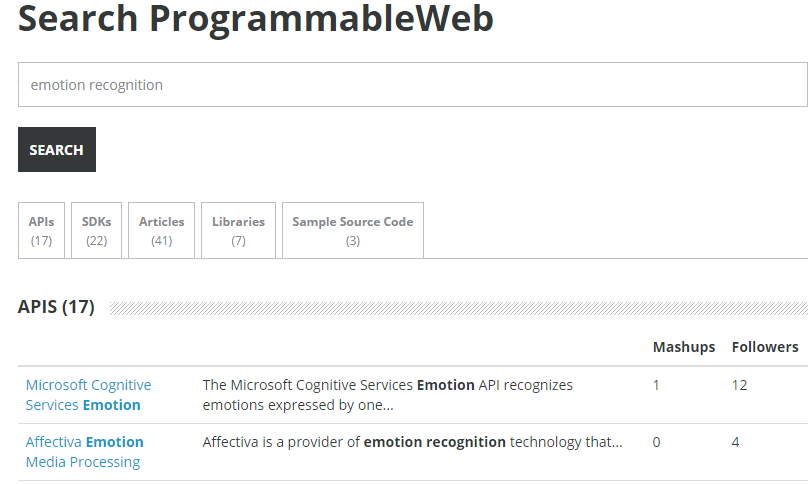 Search ProgrammableWeb
emotion recognition
SEARCH
APIs
(17)
SDKs
(22)
Articles
(41)
Libraries
(7)
Sample Source Code
(3)
APIS (17)
Mashups Followers
Microsoft Cognitive
Services Emotion
The Microsoft Cognitive Services Emotion API recognizes
emotions expressed by one...
1
12
Affectiva Emotion
Media Processing
Affectiva is a provider of emotion recognition technology that...
0
4